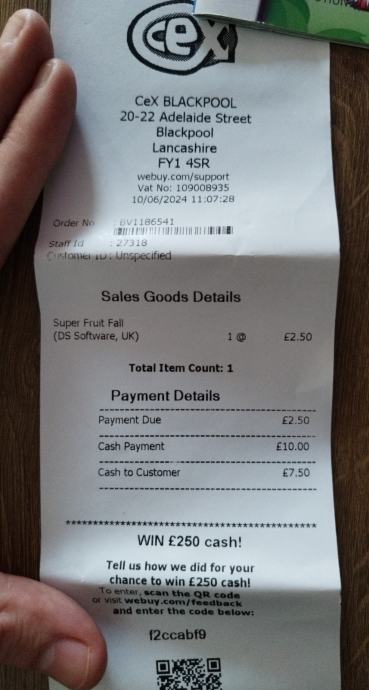 CeX
CeX BLACKPOOL
20-22 Adelaide Street
Blackpool
Lancashire
FY1 4SR
webuy.com/support
Vat No: 109008935
10/06/2024 11:07:28
Order No : BV1186541
Staff Id : 27318
Customer ID : Unspecified
Sales Goods Details
Super Fruit Fall
(DS Software, UK) 1 @ £2.50
Total Item Count: 1
Payment Details
Payment Due £2.50
Cash Payment £10.00
Cash to Customer £7.50
WIN £250 cash!
Tell us how we did for your
chance to win £250 cash!
To enter, scan the QR code
or visit webuy.com/feedback
and enter the code below:
f2ccabf9